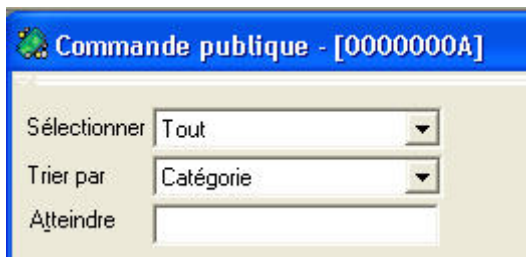 Commande publique - [0000000A]
Sélectionner Tout
Trier par Catégorie
Atteindre